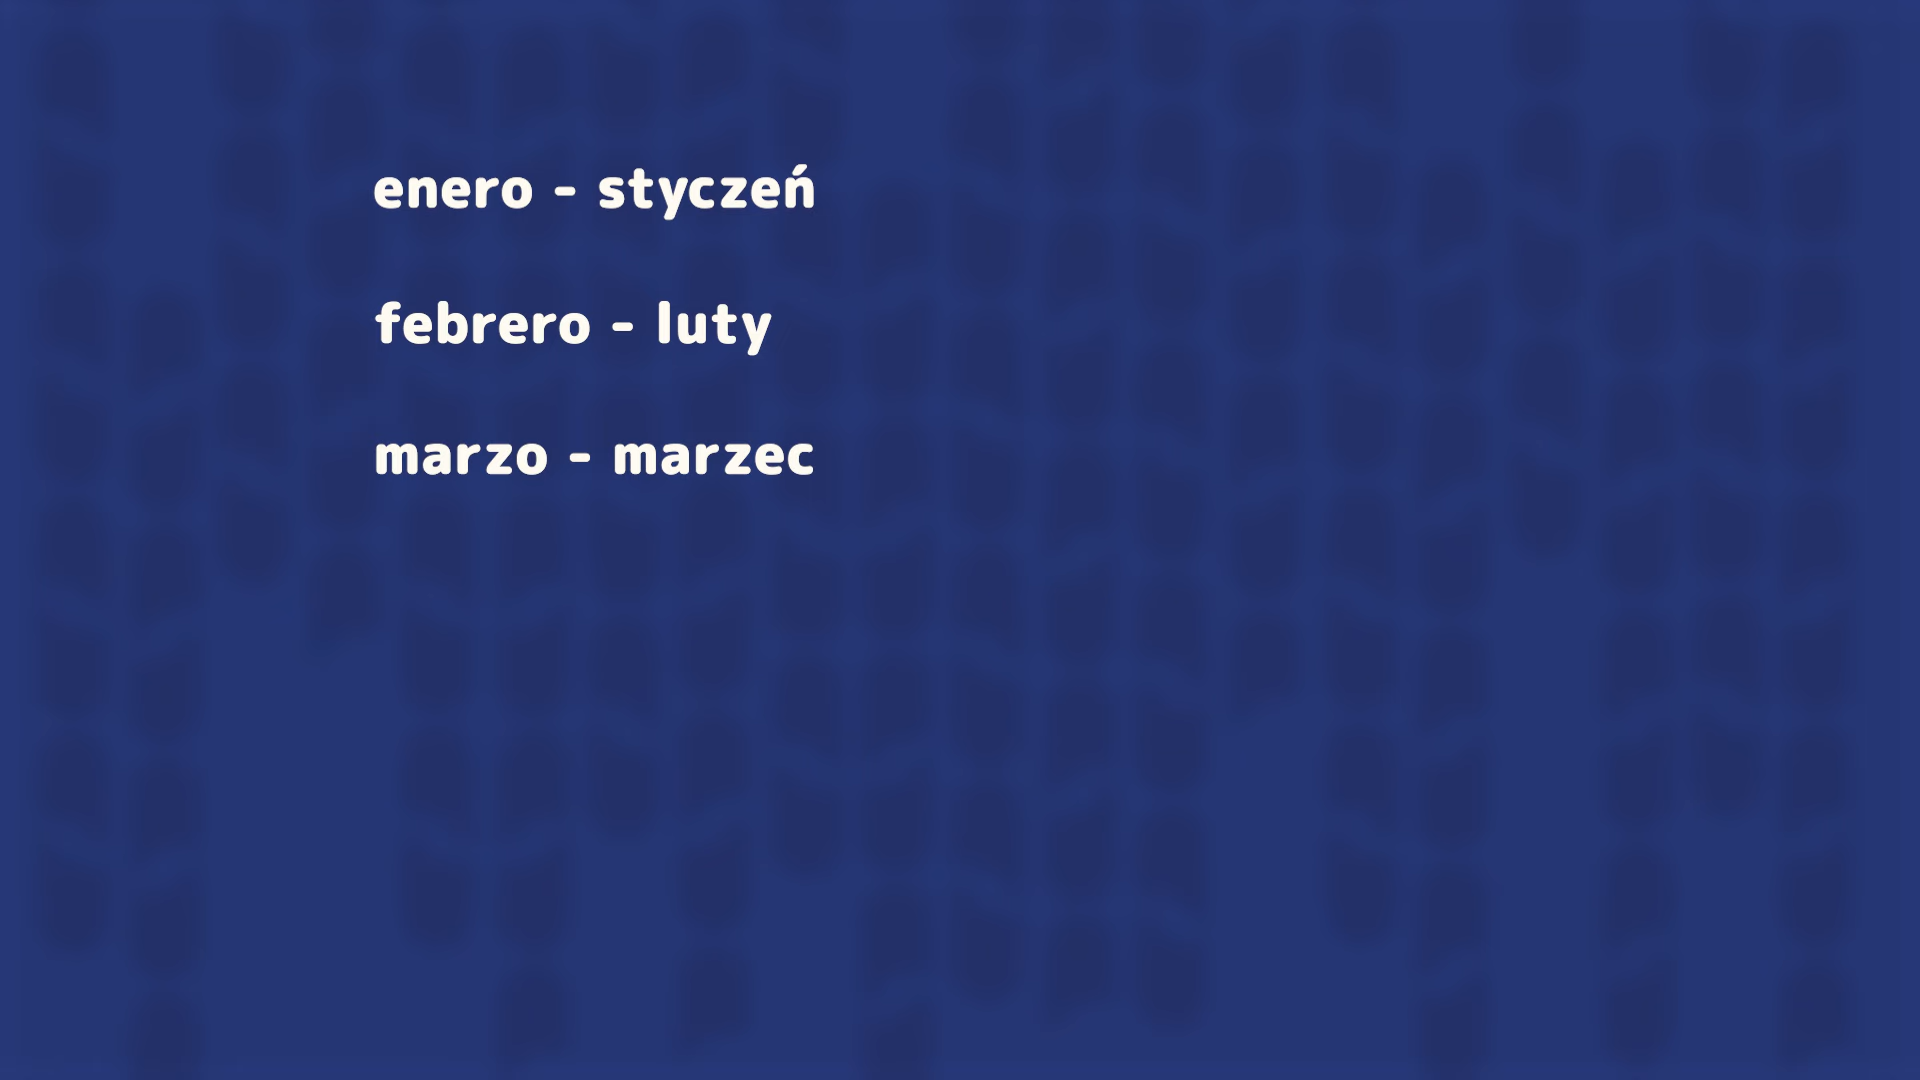 enero - styczeń
febrero - luty
marzo - marzec